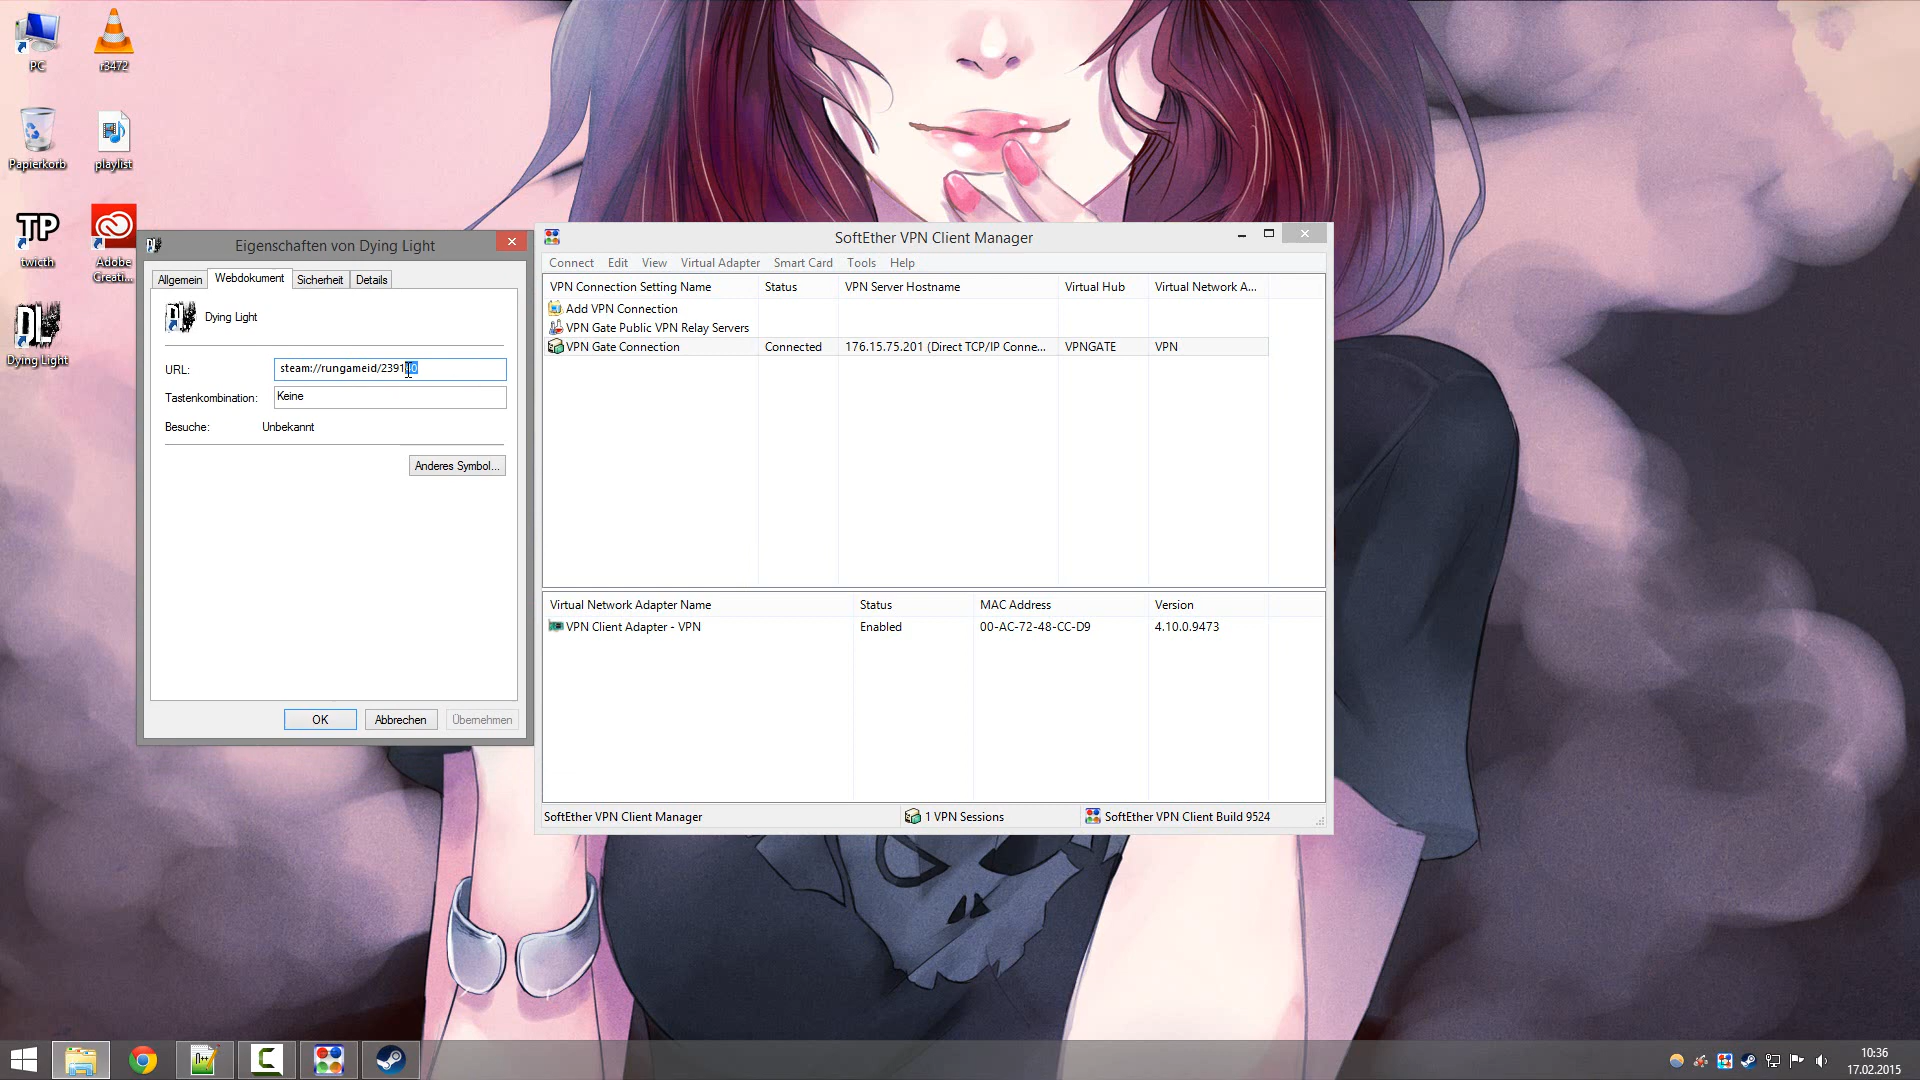 PC
r3472
Papierkorb
playlist
TP
twicth
Adobe
Creati...
DL
Dying Light
Eigenschaften von Dying Light
Allgemein
Webdokument
Sicherheit
Details
Dying Light
URL:
steam://rungameid/239140
Tastenkombination:
Keine
Besuche:
Unbekannt
Anderes Symbol...
OK
Abbrechen
Übernehmen
SoftEther VPN Client Manager
Connect Edit View Virtual Adapter Smart Card Tools Help
VPN Connection Setting Name Status VPN Server Hostname Virtual Hub Virtual Network A...
Add VPN Connection
VPN Gate Public VPN Relay Servers
VPN Gate Connection Connected 176.15.75.201 (Direct TCP/IP Conne... VPNGATE VPN
Virtual Network Adapter Name Status MAC Address Version
VPN Client Adapter - VPN Enabled 00-AC-72-48-CC-D9 4.10.0.9473
SoftEther VPN Client Manager 1 VPN Sessions SoftEther VPN Client Build 9524
10:36
17.02.2015